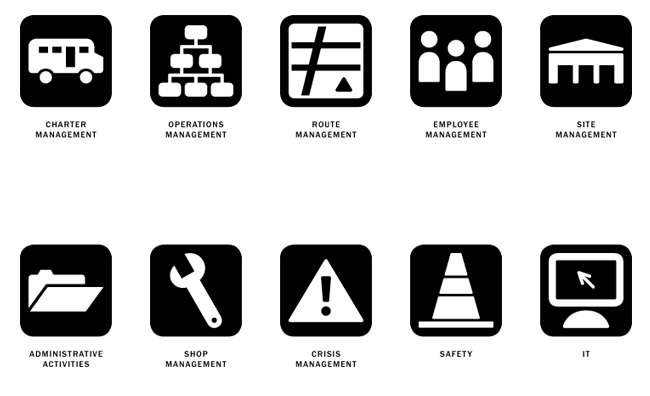 CHARTER
MANAGEMENT
OPERATIONS
MANAGEMENT
ROUTE
MANAGEMENT
EMPLOYEE
MANAGEMENT
SITE
MANAGEMENT
ADMINISTRATIVE
ACTIVITIES
SHOP
MANAGEMENT
CRISIS
MANAGEMENT
SAFETY
IT